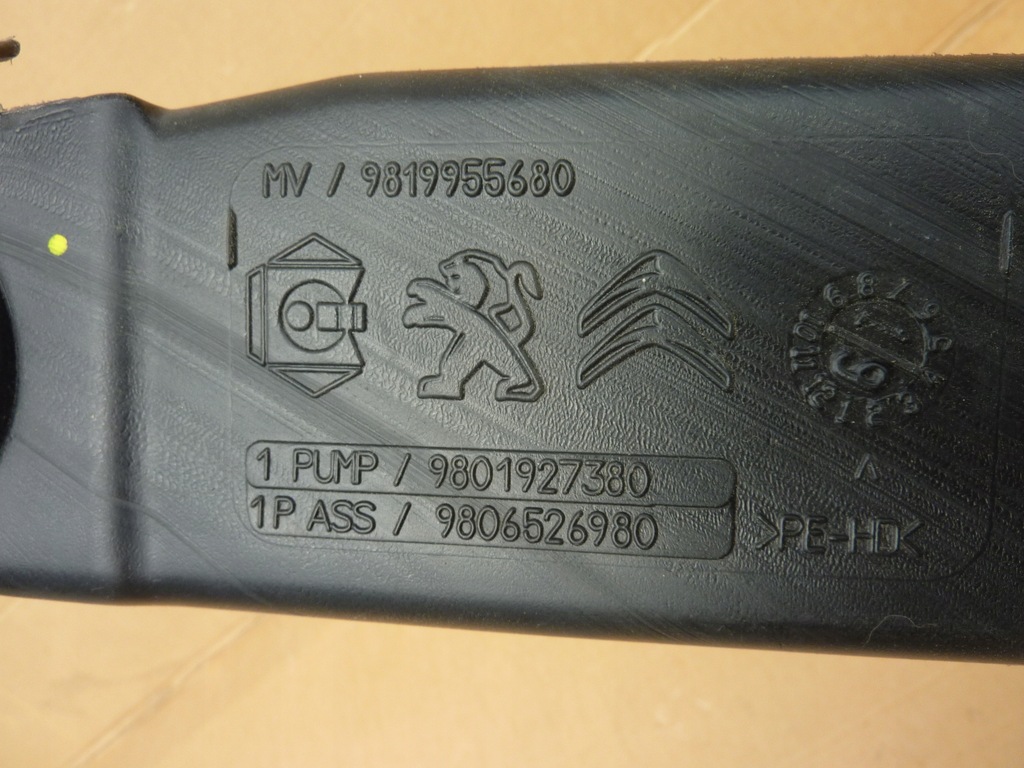 MV / 9819955680
1 PUMP / 9801927380
1P ASS / 9806526980
>PE-HD<